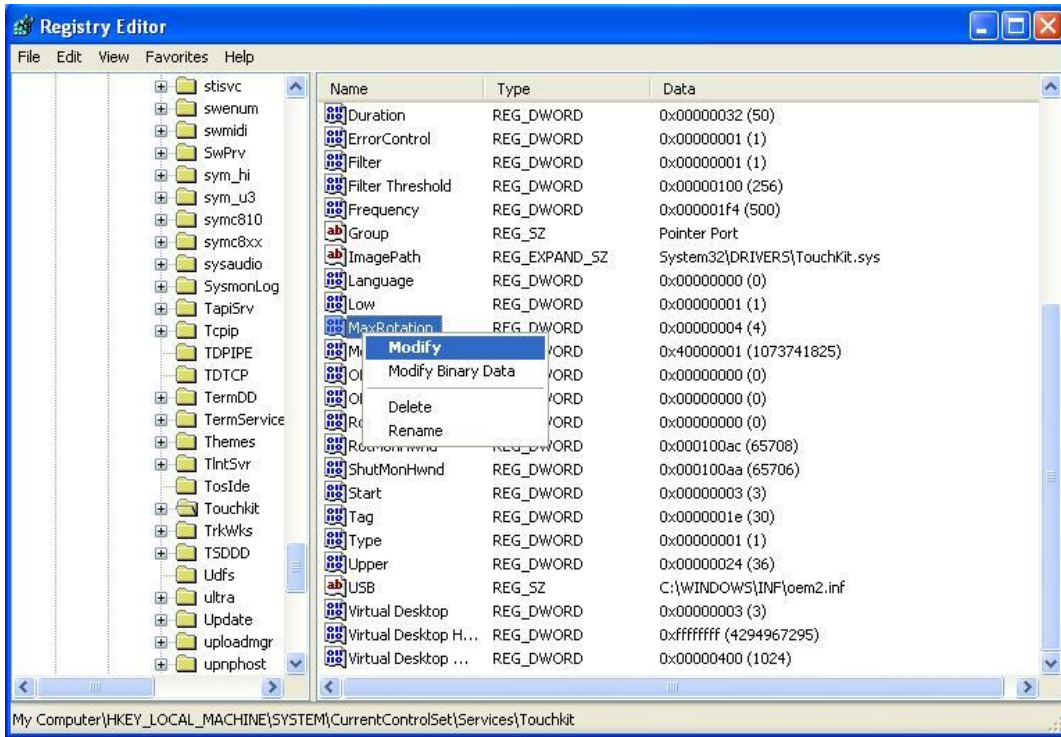 Registry Editor
File Edit View Favorites Help
stisvc
swenum
swmidi
SwPrv
sym_hi
sym_u3
symc810
symc8xx
sysaudio
SysmonLog
TapiSrv
Tcpip
TDPIPE
TDTCP
TermDD
TermService
Themes
TlntSvr
TosIde
Touchkit
TrkWks
TSDDD
Udfs
ultra
Update
uploadmgr
upnphost
Name Type Data
Duration REG_DWORD 0x00000032 (50)
ErrorControl REG_DWORD 0x00000001 (1)
Filter REG_DWORD 0x00000001 (1)
Filter Threshold REG_DWORD 0x00000100 (256)
Frequency REG_DWORD 0x000001f4 (500)
Group REG_SZ Pointer Port
ImagePath REG_EXPAND_SZ System32\DRIVERS\TouchKit.sys
Language REG_DWORD 0x00000000 (0)
Low REG_DWORD 0x00000001 (1)
MaxRotation REG_DWORD 0x00000004 (4)
0x40000001 (1073741825)
0x00000000 (0)
0x00000000 (0)
0x00000000 (0)
RotMonHwnd REG_DWORD 0x000100ac (65708)
Modify
Modify Binary Data
Delete
Rename
ShutMonHwnd REG_DWORD 0x000100aa (65706)
Start REG_DWORD 0x00000003 (3)
Tag REG_DWORD 0x0000001e (30)
Type REG_DWORD 0x00000001 (1)
Upper REG_DWORD 0x00000024 (36)
USB REG_SZ C:\WINDOWS\INF\oem2.inf
Virtual Desktop REG_DWORD 0x00000003 (3)
Virtual Desktop H... REG_DWORD 0xffffffff (4294967295)
Virtual Desktop ... REG_DWORD 0x00000400 (1024)
My Computer\HKEY_LOCAL_MACHINE\SYSTEM\CurrentControlSet\Services\Touchkit